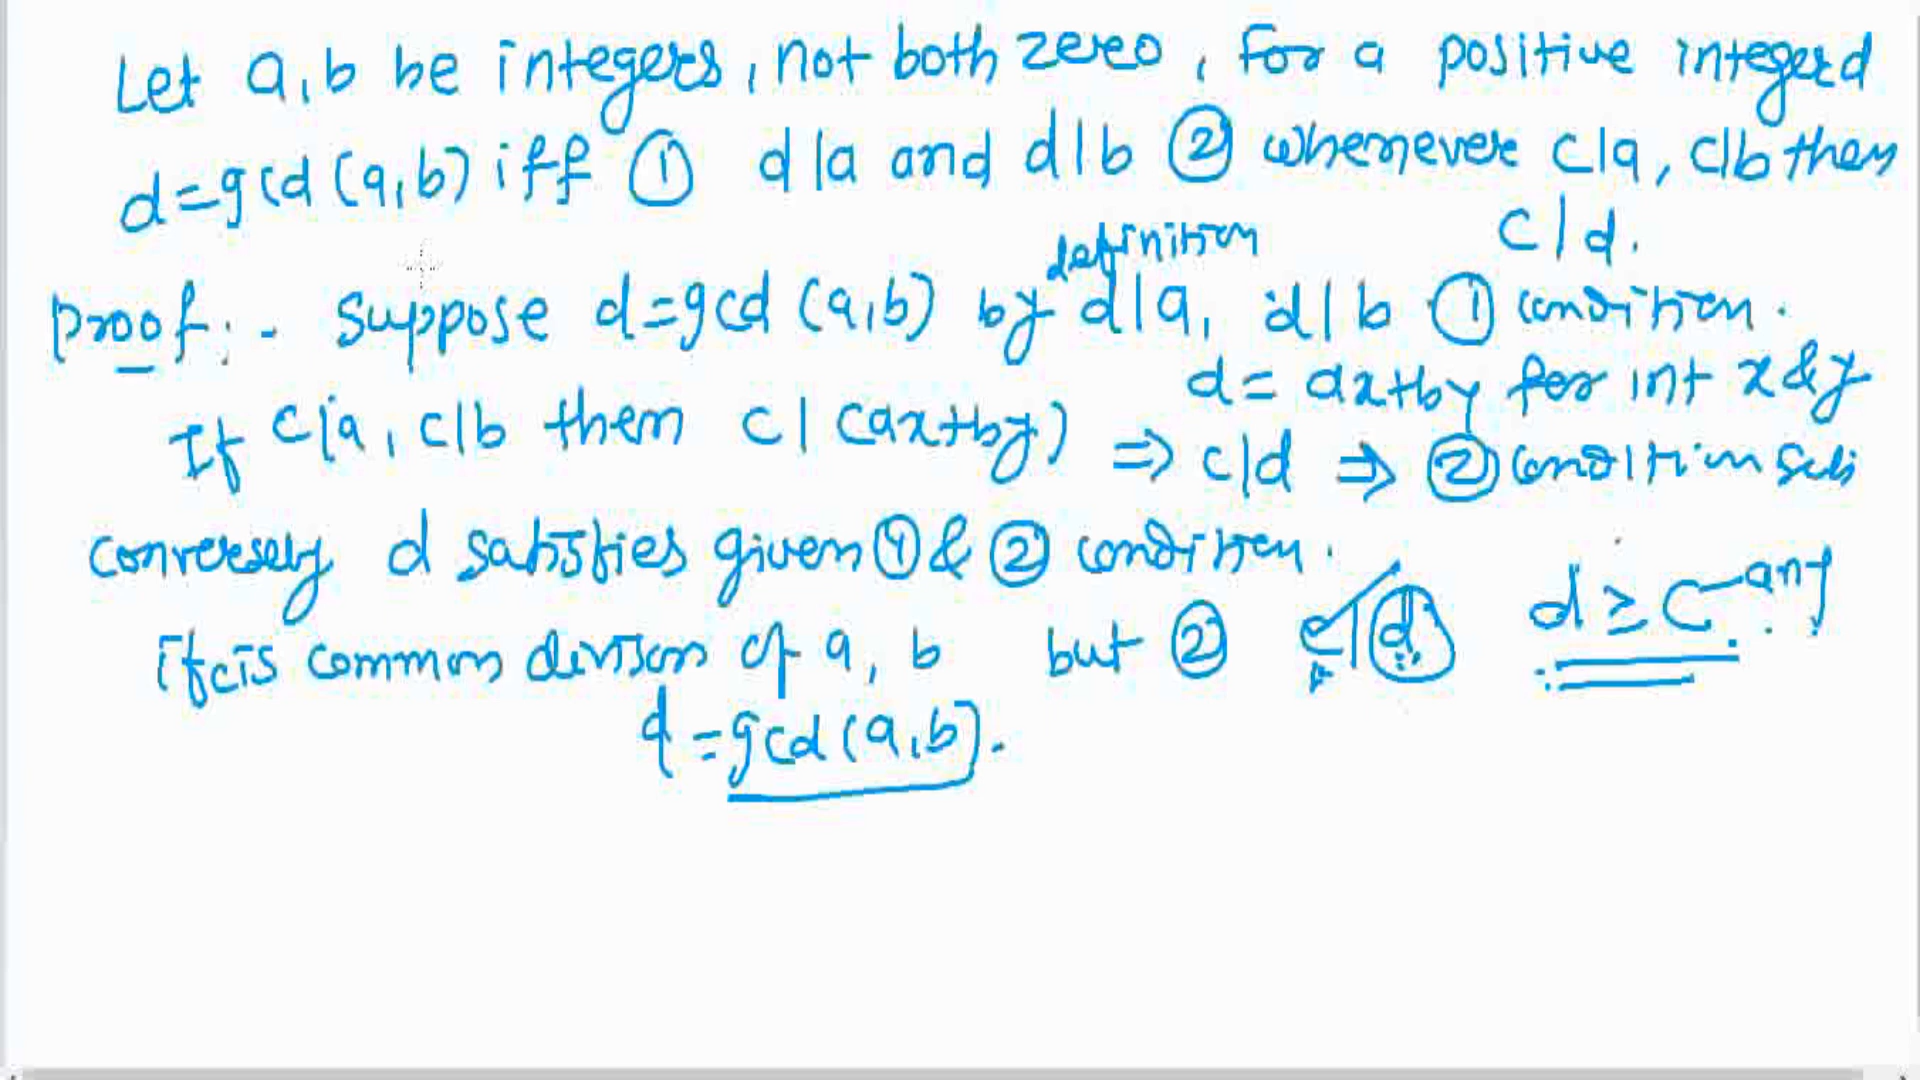 Let a,b be integers, not both zero, For a positive integer d
d=gcd(a,b) iff ① d|a and d|b ② whenever c|a, c|b then
c|d.
Proof:- Suppose d=gcd(a,b) by definition d|a, d|b ① condition.
d=ax+by for int x&y
If c|a, c|b then c|(ax+by) ⇒ c|d ⇒ ② condition
conversely d satisfies given ① & ② condition.
if c is common divisor of a, b but ② c|d d≥c any
d=gcd(a,b).